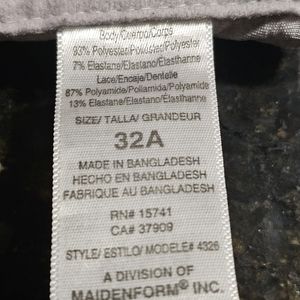 Body/Cuerpo/Corps
93% Polyester/Poliéster/Polyester
7% Elastane/Elastano/Elasthanne
Lace/Encaje/Dentelle
87% Polyamide/Poliamida/Polyamide
13% Elastane/Elastano/Élasthanne
SIZE/ TALLA/ GRANDEUR
32A
MADE IN BANGLADESH
HECHO EN BANGLADESH
FABRIQUE AU BANGLADESH
RN# 15741
CA# 37909
STYLE/ ESTILO/ MODELE# 4326
A DIVISION OF
MAIDENFORM® INC.